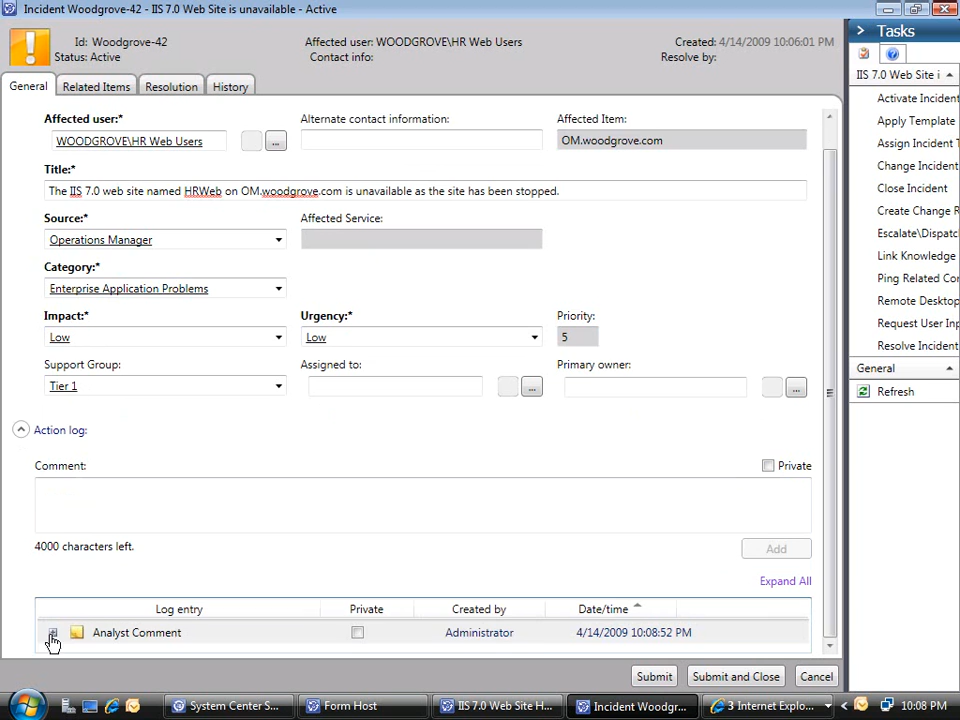 Incident Woodgrove-42 - IIS 7.0 Web Site is unavailable - Active
Id: Woodgrove-42
Status: Active
Affected user: WOODGROVE\HR Web Users
Contact info:
Created: 4/14/2009 10:06:01 PM
Resolve by:
Tasks
General
Related Items
Resolution
History
IIS 7.0 Web Site i
Activate Incident
Apply Template
Assign Incident T
Change Incident
Close Incident
Create Change R
Escalate\Dispatc
Link Knowledge
Ping Related Co
Remote Desktop
Request User Inp
Resolve Incident
General
Refresh
Affected user:*
Alternate contact information:
Affected Item:
WOODGROVE\HR Web Users
...
OM.woodgrove.com
Title:*
The IIS 7.0 web site named HRWeb on OM.woodgrove.com is unavailable as the site has been stopped.
Source:*
Affected Service:
Operations Manager
Category:*
Enterprise Application Problems
Impact:*
Urgency:*
Priority:
Low
Low
5
Support Group:
Assigned to:
Primary owner:
Tier 1
...
...
Action log:
Comment:
Private
4000 characters left.
Add
Expand All
Log entry
Private
Created by
Date/time
Analyst Comment
Administrator
4/14/2009 10:08:52 PM
Submit
Submit and Close
Cancel
System Center S...
Form Host
IIS 7.0 Web Site H...
Incident Woodgr...
3 Internet Explo...
10:08 PM